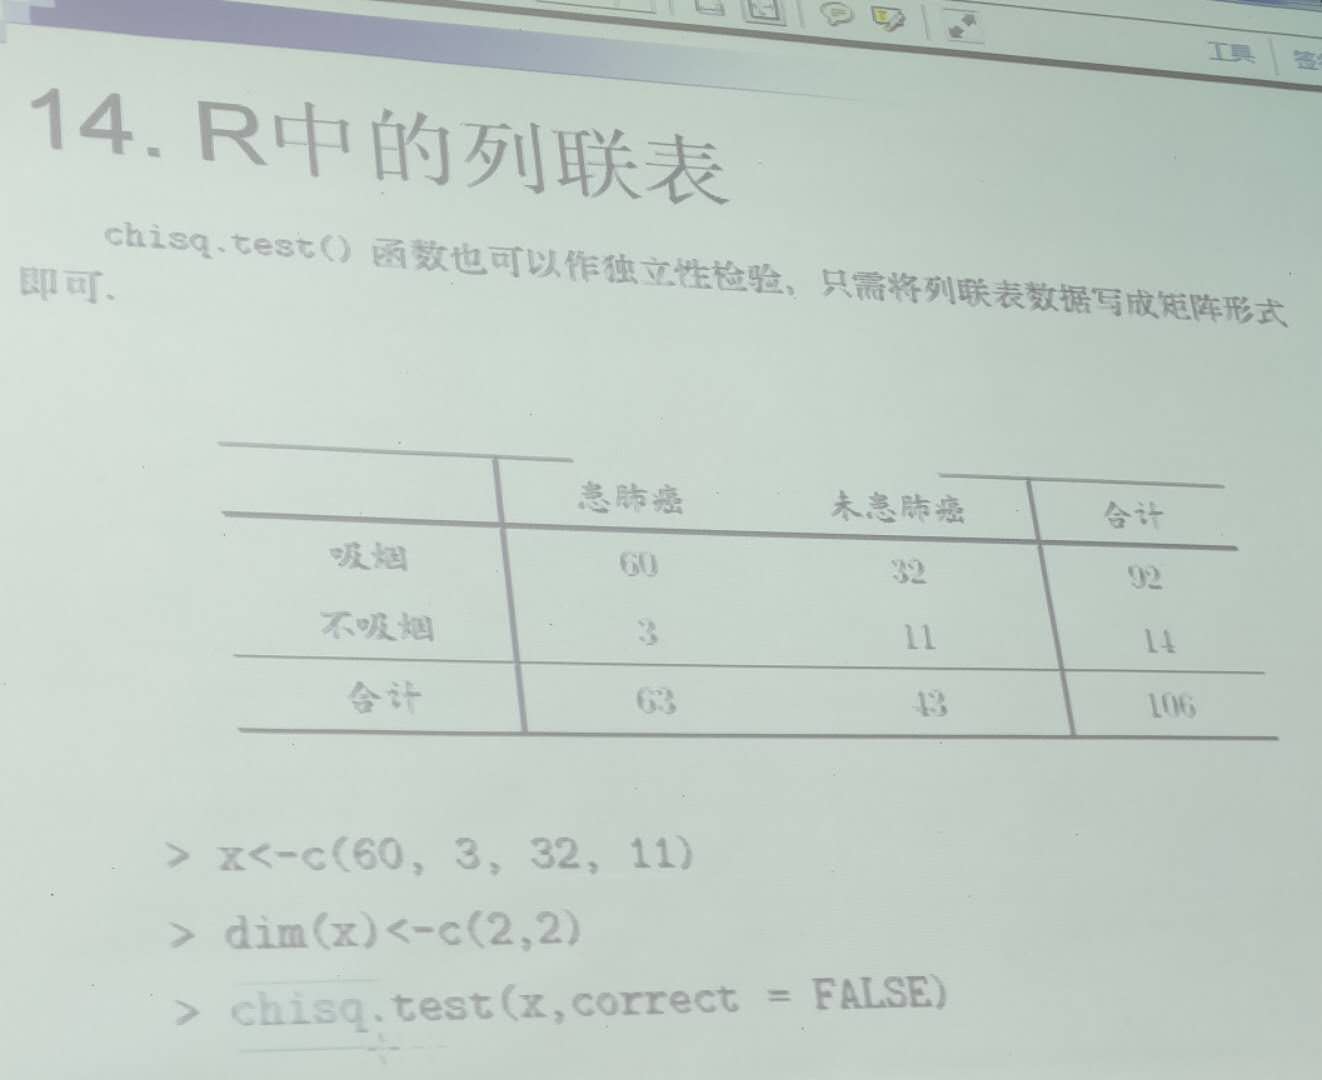 工具
14. R中的列联表
chisq.test() 函数也可以作独立性检验, 只需将列联表数据写成矩阵形式
即可.
患肺癌 未患肺癌 合计
吸烟 60 32 92
不吸烟 3 11 14
合计 63 43 106
> x<-c(60, 3, 32, 11)
> dim(x)<-c(2,2)
> chisq.test(x,correct = FALSE)